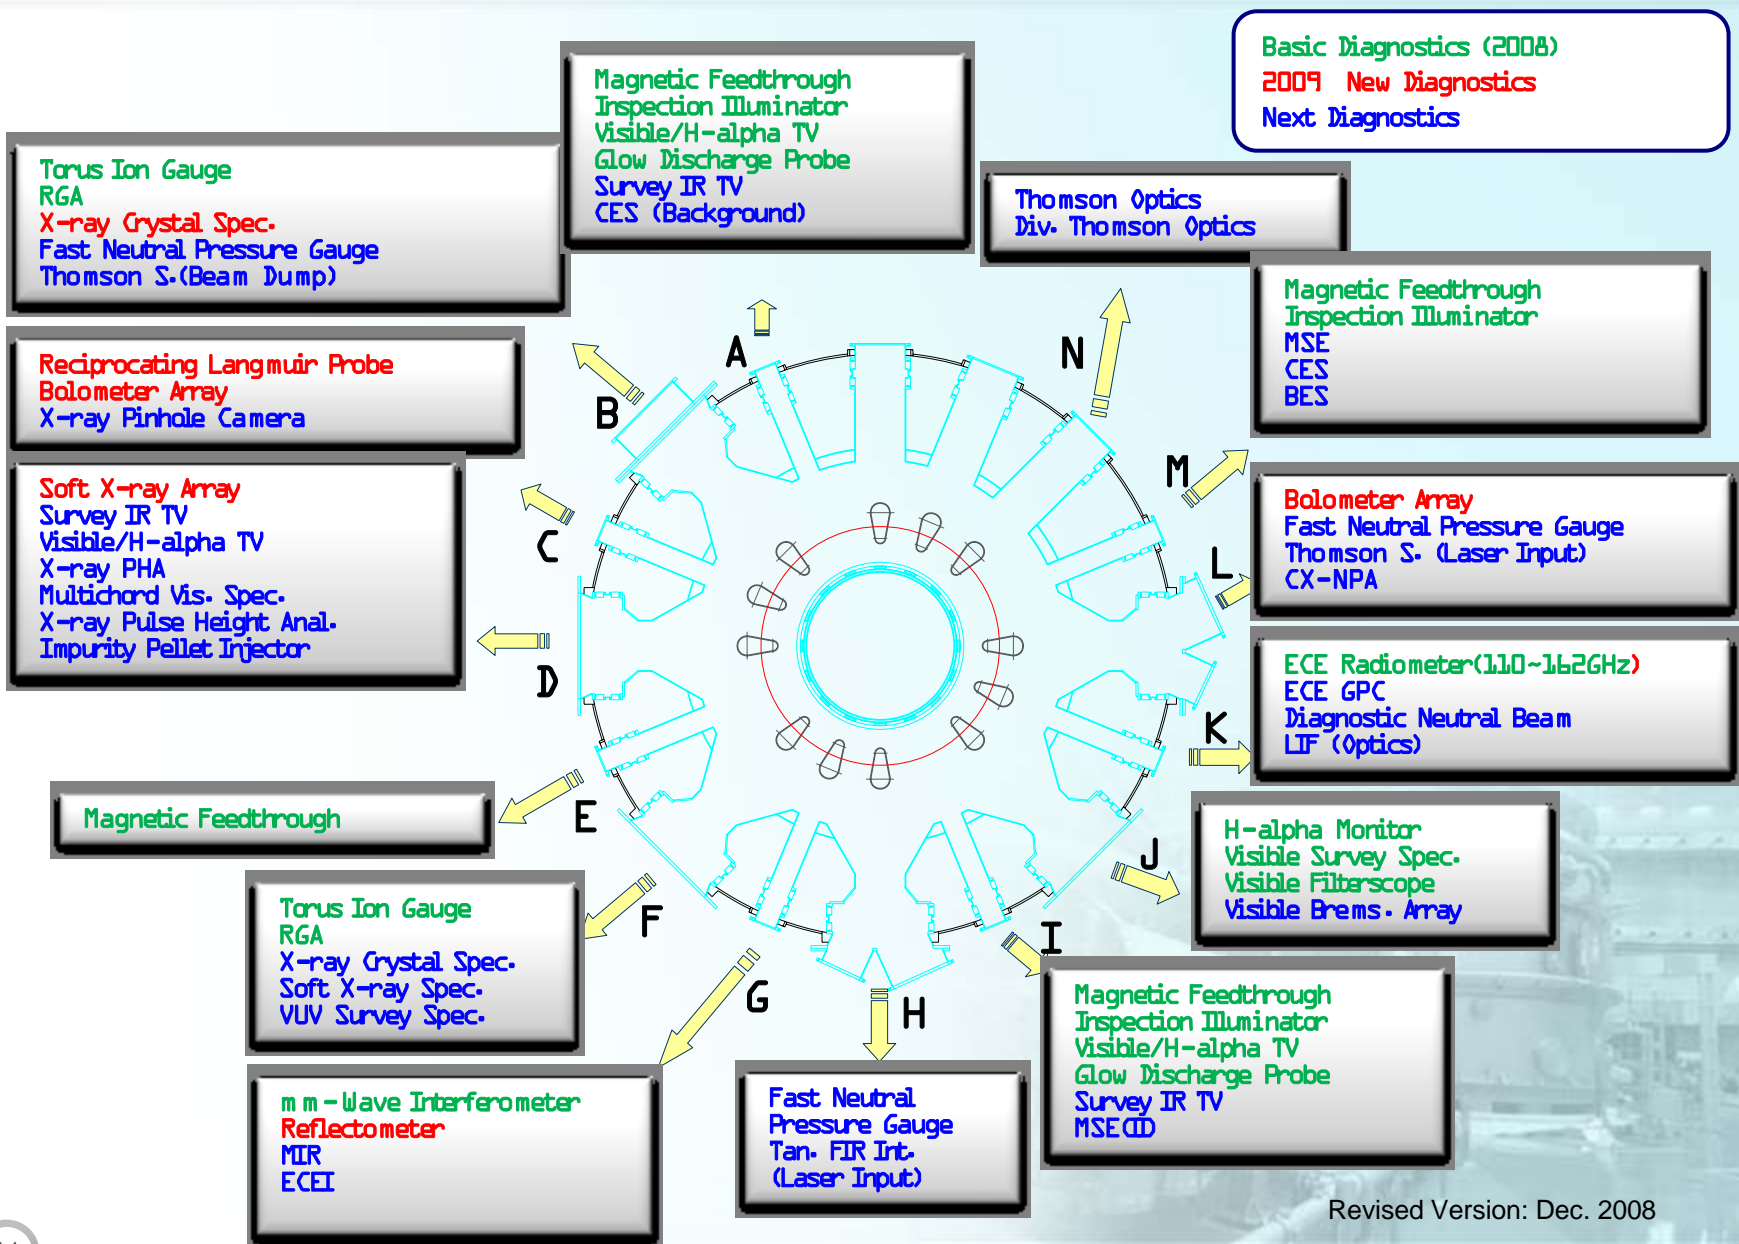 Basic Diagnostics (2008)
2009 New Diagnostics
Next Diagnostics
Magnetic Feedthrough
Inspection Illuminator
Visible/H-alpha TV
Glow Discharge Probe
Survey IR TV
CES (Background)
Torus Ion Gauge
RGA
X-ray Crystal Spec.
Fast Neutral Pressure Gauge
Thomson S.(Beam Dump)
Thomson Optics
Div. Thomson Optics
Magnetic Feedthrough
Inspection Illuminator
MSE
CES
BES
Reciprocating Langmuir Probe
Bolometer Array
X-ray Pinhole Camera
Soft X-ray Array
Survey IR TV
Visible/H-alpha TV
X-ray PHA
Multichord Vis. Spec.
X-ray Pulse Height Anal.
Impurity Pellet Injector
Bolometer Array
Fast Neutral Pressure Gauge
Thomson S. (Laser Input)
CX-NPA
ECE Radiometer(110~162GHz)
ECE GPC
Diagnostic Neutral Beam
LIF (Optics)
Magnetic Feedthrough
H-alpha Monitor
Visible Survey Spec.
Visible Filterscope
Visible Brems. Array
Torus Ion Gauge
RGA
X-ray Crystal Spec.
Soft X-ray Spec.
VUV Survey Spec.
Magnetic Feedthrough
Inspection Illuminator
Visible/H-alpha TV
Glow Discharge Probe
Survey IR TV
MSE(II)
mm-Wave Interferometer
Reflectometer
MIR
ECEI
Fast Neutral
Pressure Gauge
Tan. FIR Int.
(Laser Input)
A
B
C
D
E
F
G
H
I
J
K
L
M
N
Revised Version: Dec. 2008